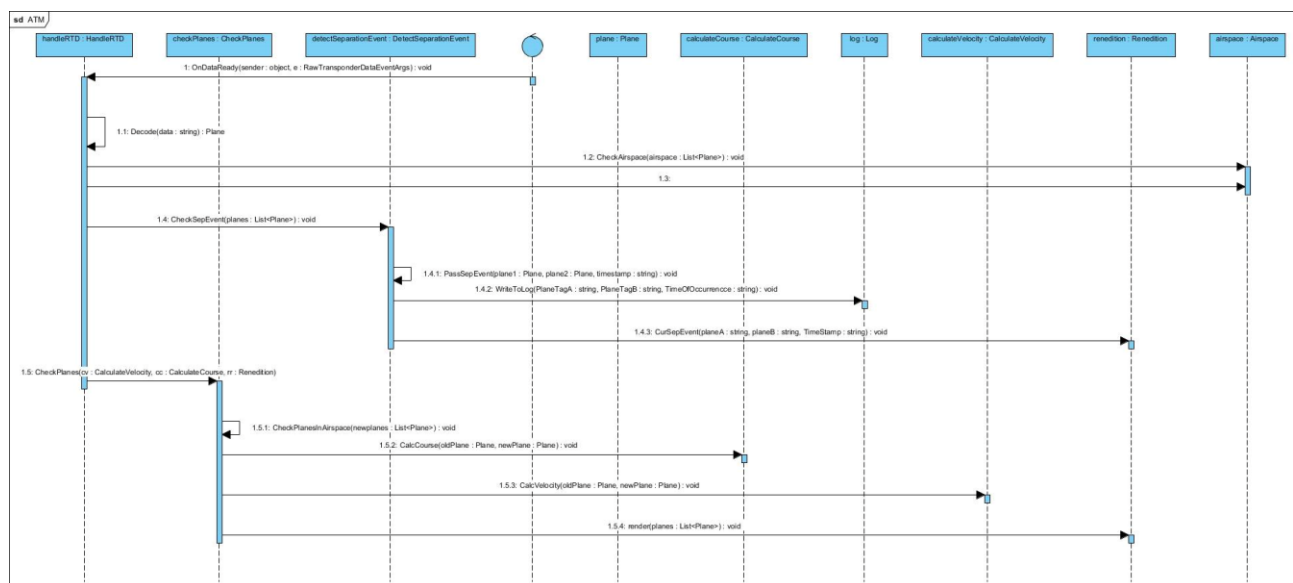 sd ATM
handleRTD : HandleRTD
checkPlanes : CheckPlanes
detectSeparationEvent : DetectSeparationEvent
plane : Plane
calculateCourse : CalculateCourse
log : Log
calculateVelocity : CalculateVelocity
renedition : Renedition
airspace : Airspace
1: OnDataReady(sender : object, e : RawTransponderDataEventArgs) : void
1.1: Decode(data : string) : Plane
1.2: CheckAirspace(airspace : List<Plane>) : void
1.3:
1.4: CheckSepEvent(planes : List<Plane>) : void
1.4.1: PassSepEvent(plane1 : Plane, plane2 : Plane, timestamp : string) : void
1.4.2: WriteToLog(PlaneTagA : string, PlaneTagB : string, TimeOfOccurrencce : string) : void
1.4.3: CurSepEvent(planeA : string, planeB : string, TimeStamp : string) : void
1.5: CheckPlanes(cv : CalculateVelocity, cc : CalculateCourse, rr : Renedition)
1.5.1: CheckPlanesInAirspace(newplanes : List<Plane>) : void
1.5.2: CalcCourse(oldPlane : Plane, newPlane : Plane) : void
1.5.3: CalcVelocity(oldPlane : Plane, newPlane : Plane) : void
1.5.4: render(planes : List<Plane>) : void